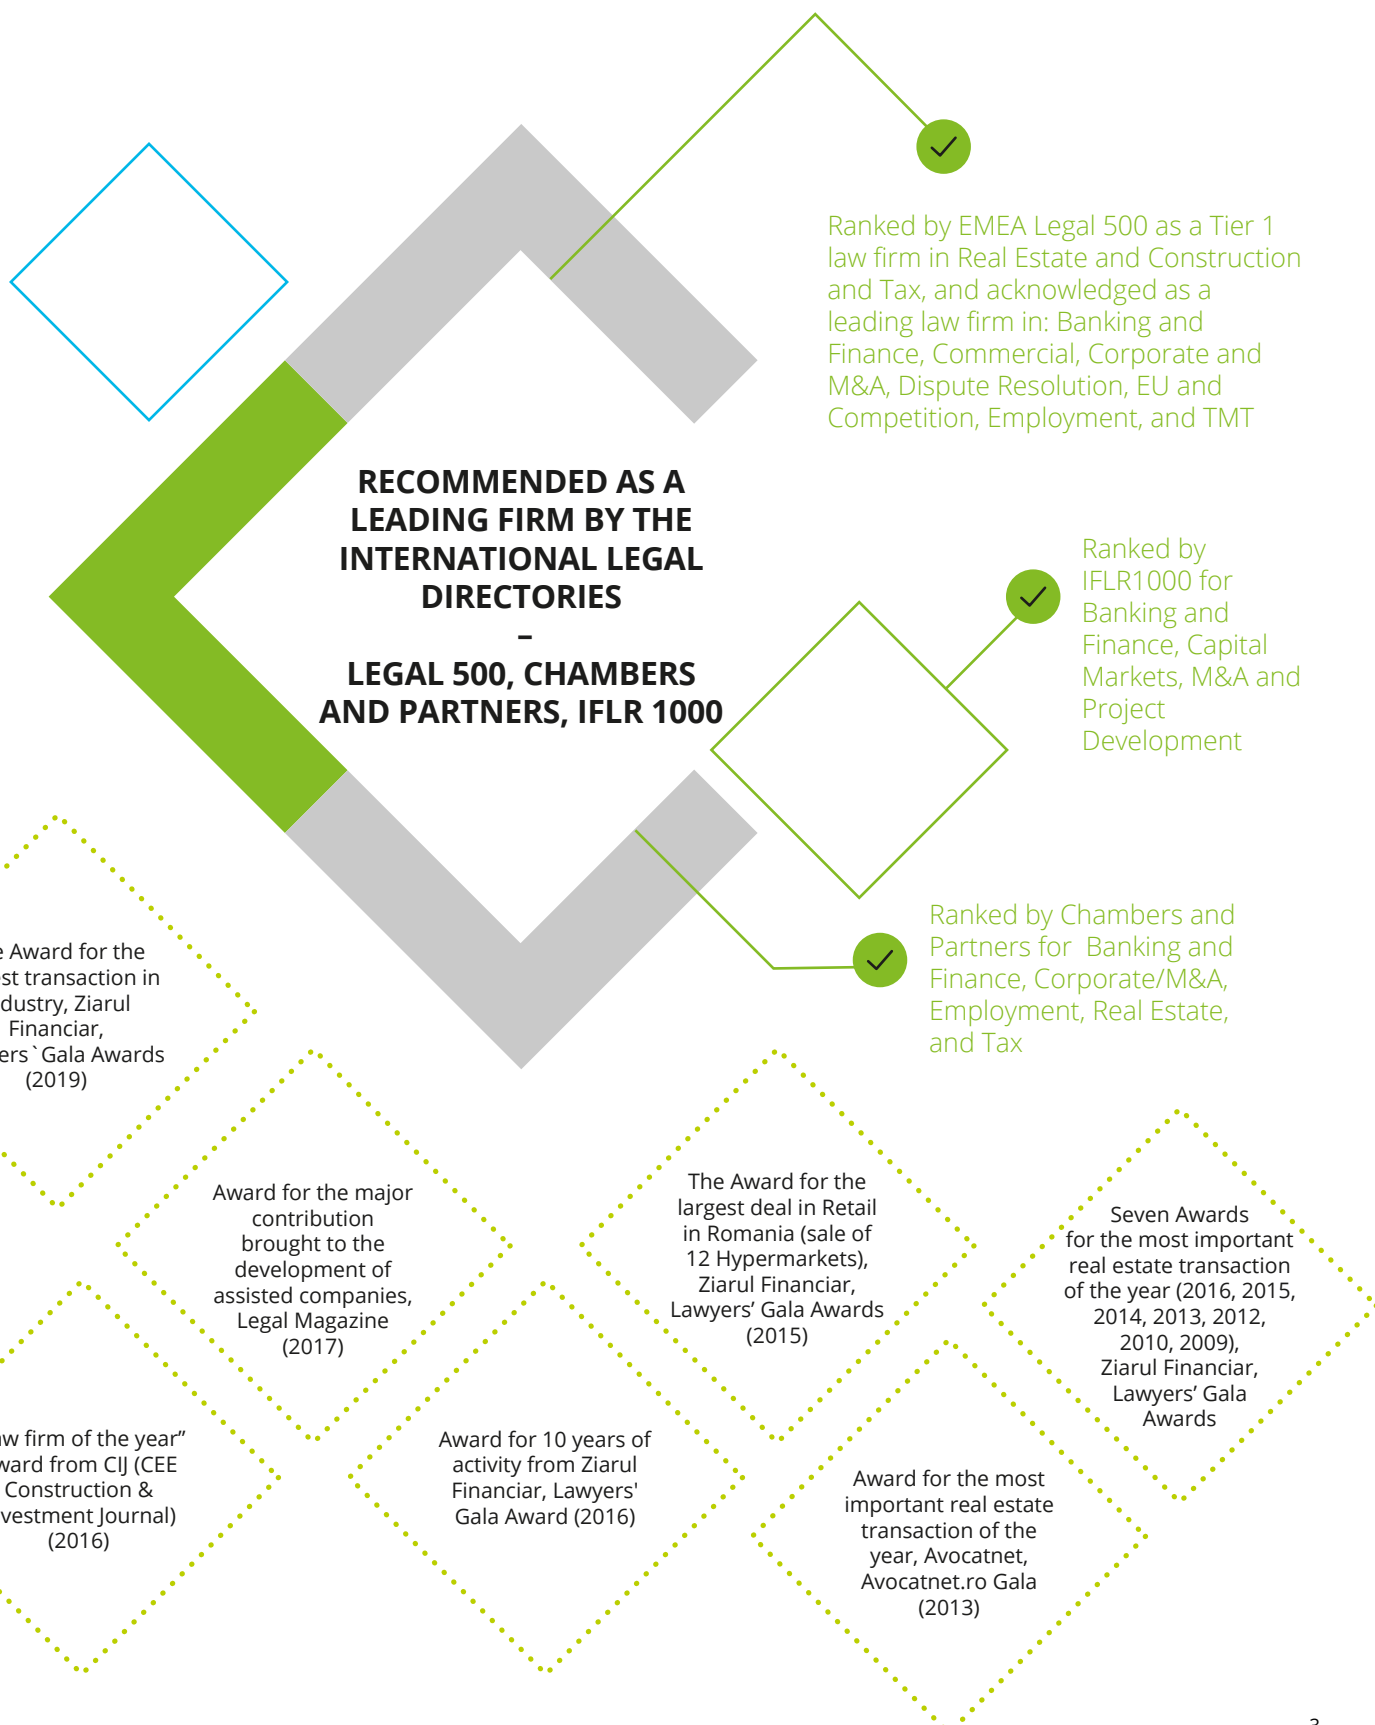 Ranked by EMEA Legal 500 as a Tier 1
law firm in Real Estate and Construction
and Tax, and acknowledged as a
leading law firm in: Banking and
Finance, Commercial, Corporate and
M&A, Dispute Resolution, EU and
Competition, Employment, and TMT
RECOMMENDED AS A
LEADING FIRM BY THE
INTERNATIONAL LEGAL
DIRECTORIES
–
LEGAL 500, CHAMBERS
AND PARTNERS, IFLR 1000
Ranked by
IFLR1000 for
Banking and
Finance, Capital
Markets, M&A and
Project
Development
Ranked by Chambers and
Partners for  Banking and
Finance, Corporate/M&A,
Employment, Real Estate,
and Tax
Award for the
transaction in
Ziarul
Financiar,
`Gala Awards
(2019)
Award for the major
contribution
brought to the
development of
assisted companies,
Legal Magazine
(2017)
The Award for the
largest deal in Retail
in Romania (sale of
12 Hypermarkets),
Ziarul Financiar,
Lawyers’ Gala Awards
(2015)
Seven Awards
for the most important
real estate transaction
of the year (2016, 2015,
2014, 2013, 2012,
2010, 2009),
Ziarul Financiar,
Lawyers’ Gala
Awards
firm of the year”
from CIJ (CEE
Construction &
Journal)
(2016)
Award for 10 years of
activity from Ziarul
Financiar, Lawyers'
Gala Award (2016)
Award for the most
important real estate
transaction of the
year, Avocatnet,
Avocatnet.ro Gala
(2013)